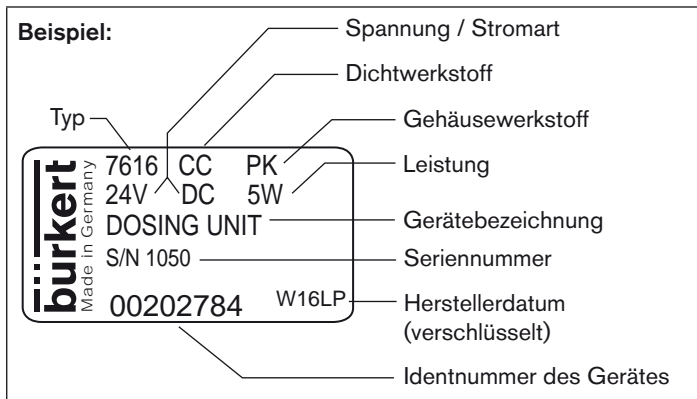 Beispiel:
Spannung / Stromart
Dichtwerkstoff
Typ
Gehäusewerkstoff
7616 CC PK
Leistung
24V DC 5W
DOSING UNIT
Gerätebezeichnung
S/N 1050
Seriennummer
00202784
W16LP
Herstellerdatum
(verschlüsselt)
Identnummer des Gerätes
bürkert
Made in Germany